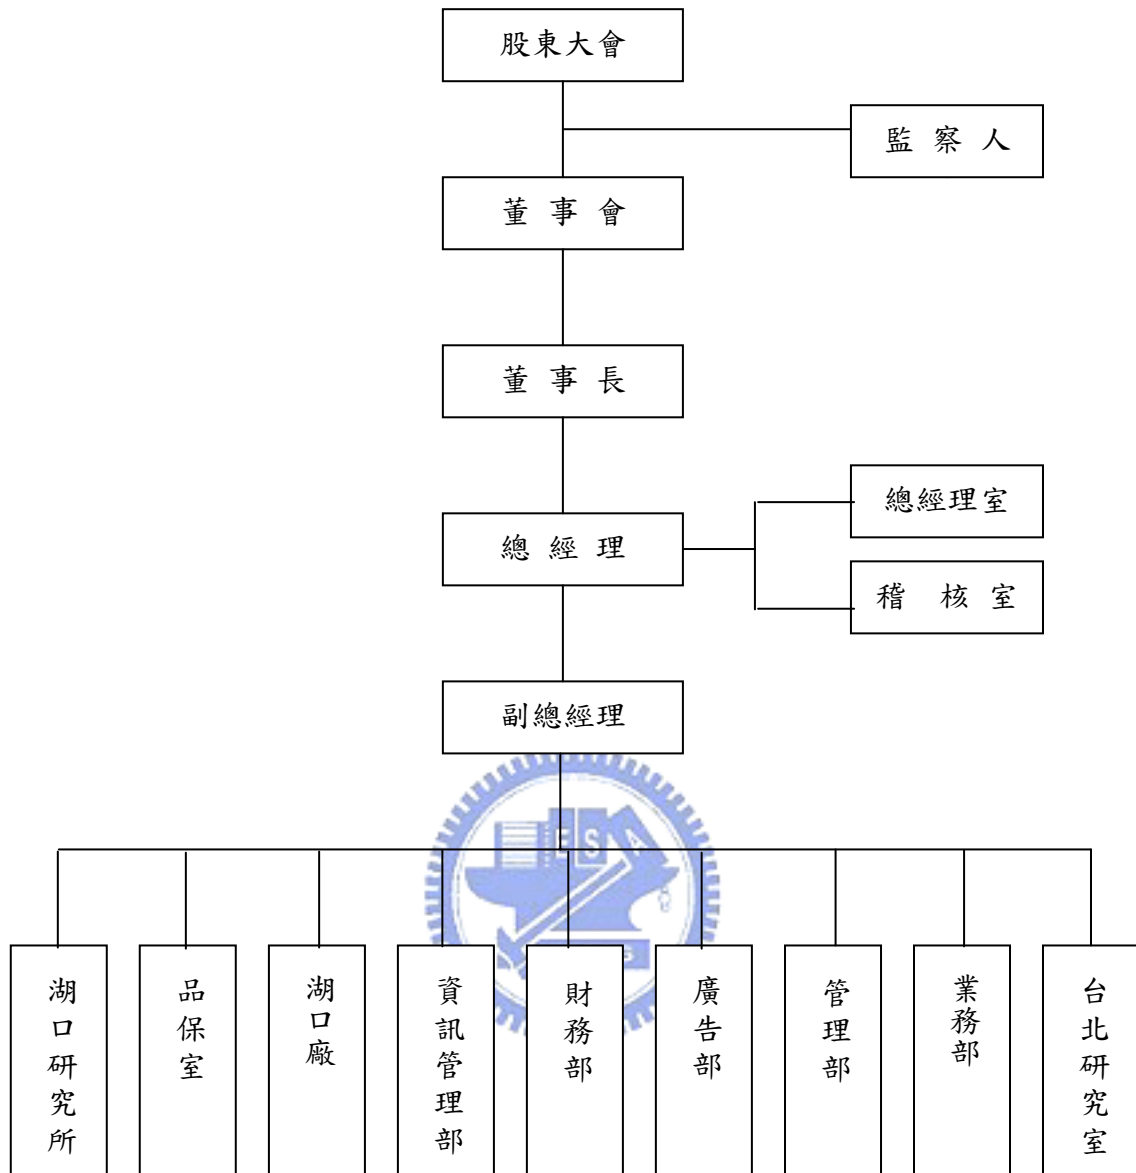 股東大會
監 察 人
董 事 會
董 事 長
總經理室
總 經 理
稽 核 室
副總經理
E S A
湖口研究所
品保室
湖口廠
資訊管理部
財務部
廣告部
管理部
業務部
台北研究室